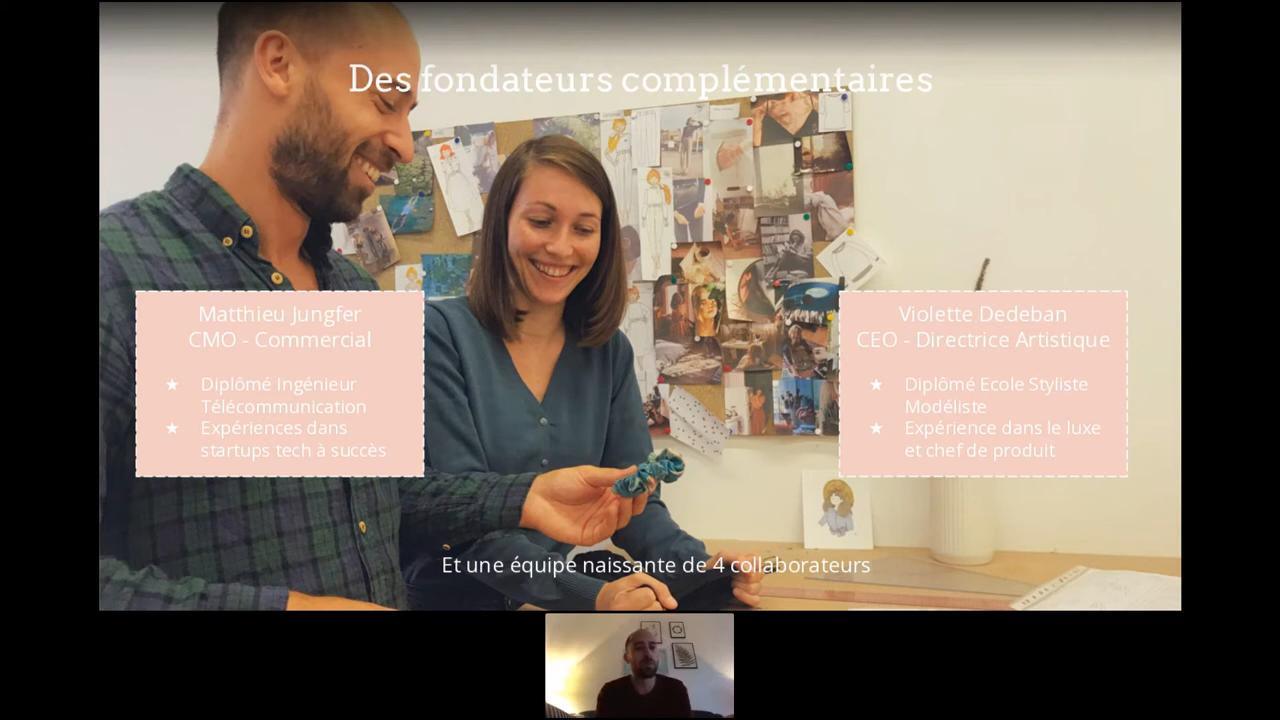 Des fondateurs complémentaires
Matthieu Jungfer
CMO - Commercial
★ Diplômé Ingénieur
Télécommunication
★ Expériences dans
startups tech à succès
Violette Dedeban
CEO - Directrice Artistique
★ Diplômé Ecole Styliste
Modéliste
★ Expérience dans le luxe
et chef de produit
Et une équipe naissante de 4 collaborateurs